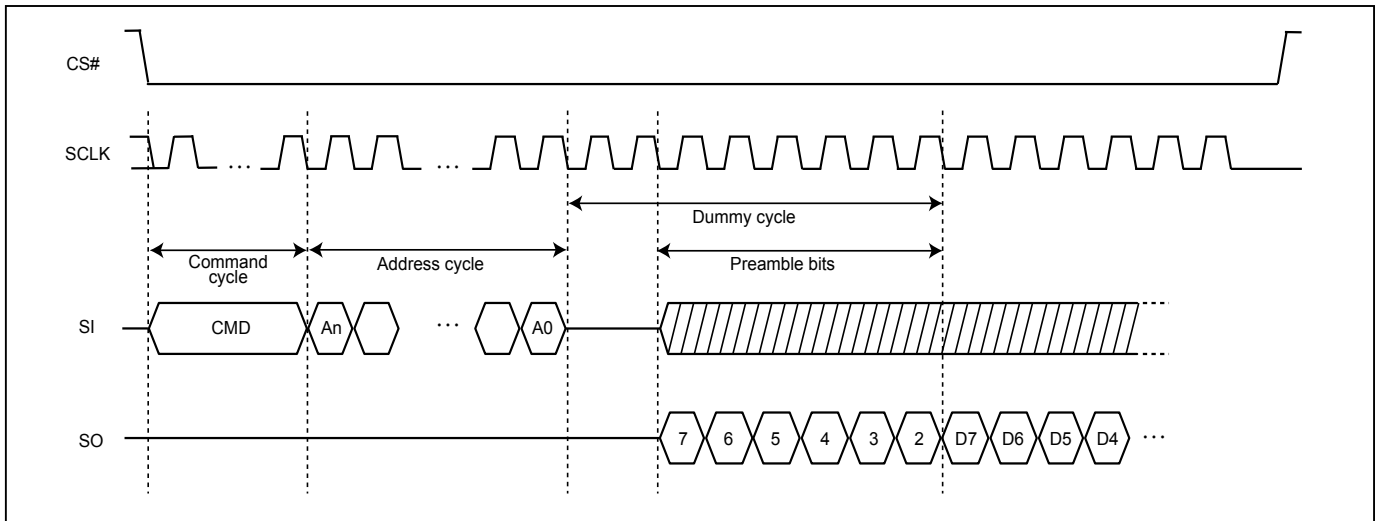 CS#
SCLK
...
...
Dummy cycle
Command
cycle
Address cycle
Preamble bits
SI
CMD
An
...
A0
SO
7 6 5 4 3 2 D7 D6 D5 D4 ...